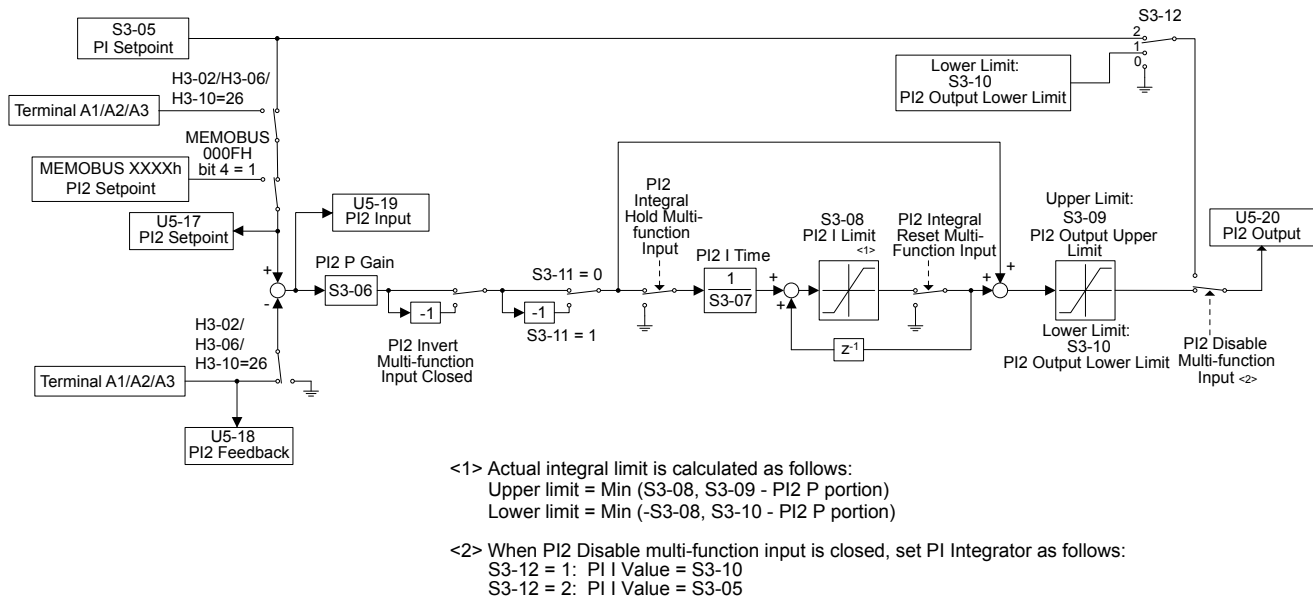 S3-05
PI Setpoint
H3-02/H3-06/
H3-10=26
Terminal A1/A2/A3
MEMOBUS
000FH
bit 4 = 1
MEMOBUS XXXXh
PI2 Setpoint
U5-17
PI2 Setpoint
U5-19
PI2 Input
+
-
PI2 P Gain
S3-06
-1
PI2 Invert
Multi-function
Input Closed
S3-11 = 0
-1
S3-11 = 1
H3-02/
H3-06/
H3-10=26
Terminal A1/A2/A3
U5-18
PI2 Feedback
PI2
Integral
Hold Multi-
function
Input
PI2 I Time
1
S3-07
+
+
S3-08
PI2 I Limit
<1>
z-1
PI2 Integral
Reset Multi-
Function Input
+
+
S3-12
2
1
0
Lower Limit:
S3-10
PI2 Output Lower Limit
Upper Limit:
S3-09
PI2 Output Upper
Limit
Lower Limit:
S3-10
PI2 Output Lower Limit
U5-20
PI2 Output
PI2 Disable
Multi-function
Input <2>
<1> Actual integral limit is calculated as follows:
Upper limit = Min (S3-08, S3-09 - PI2 P portion)
Lower limit = Min (-S3-08, S3-10 - PI2 P portion)
<2> When PI2 Disable multi-function input is closed, set PI Integrator as follows:
S3-12 = 1: PI I Value = S3-10
S3-12 = 2: PI I Value = S3-05